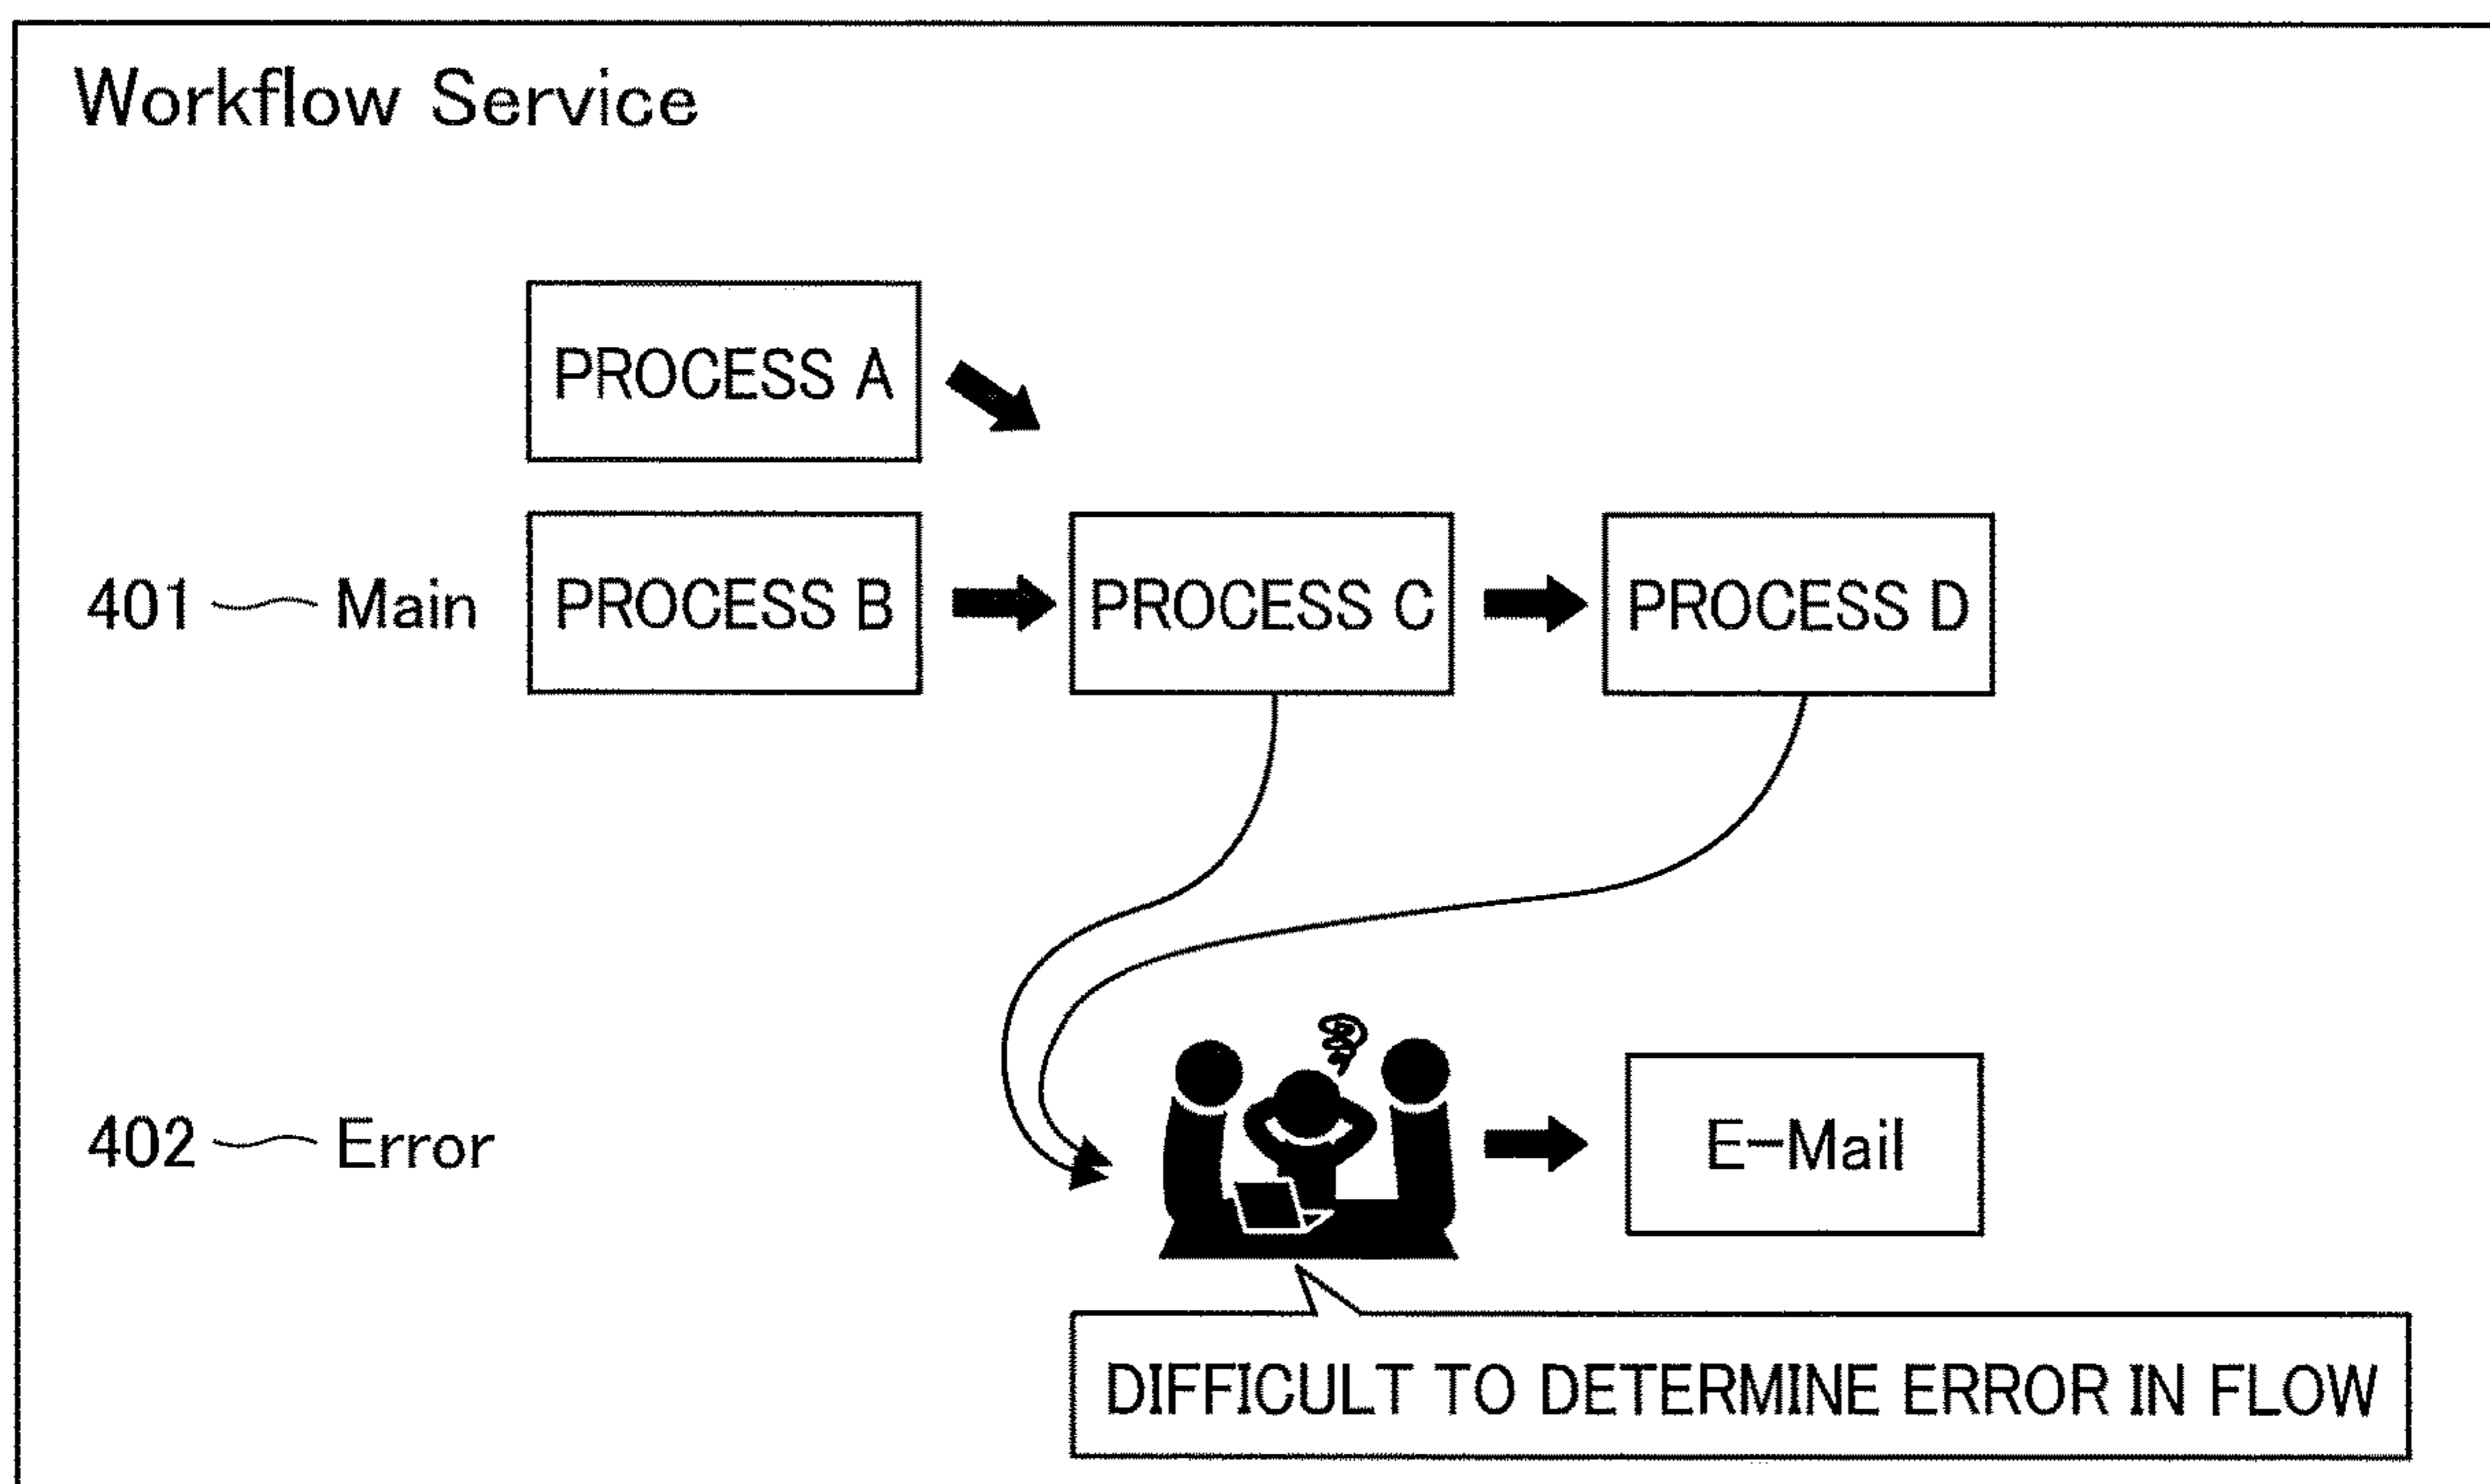 Workflow Service
PROCESS A
401 Main PROCESS B PROCESS C PROCESS D
402 Error E-Mail
DIFFICULT TO DETERMINE ERROR IN FLOW